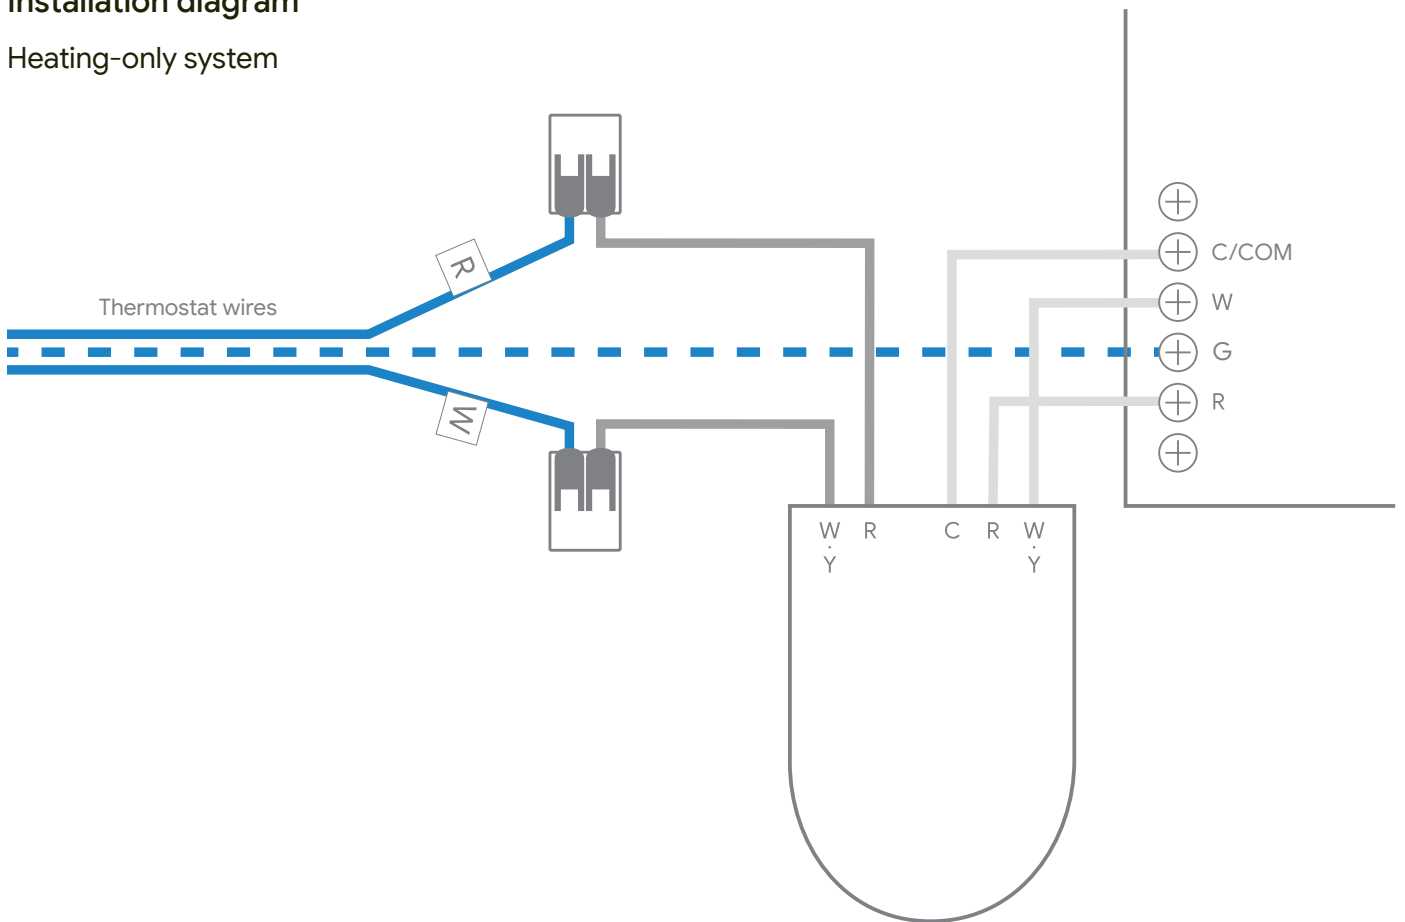 Installation diagram
Heating-only system
R
Thermostat wires
W
C/COM
W
G
R
W R C R W
· ·
Y Y